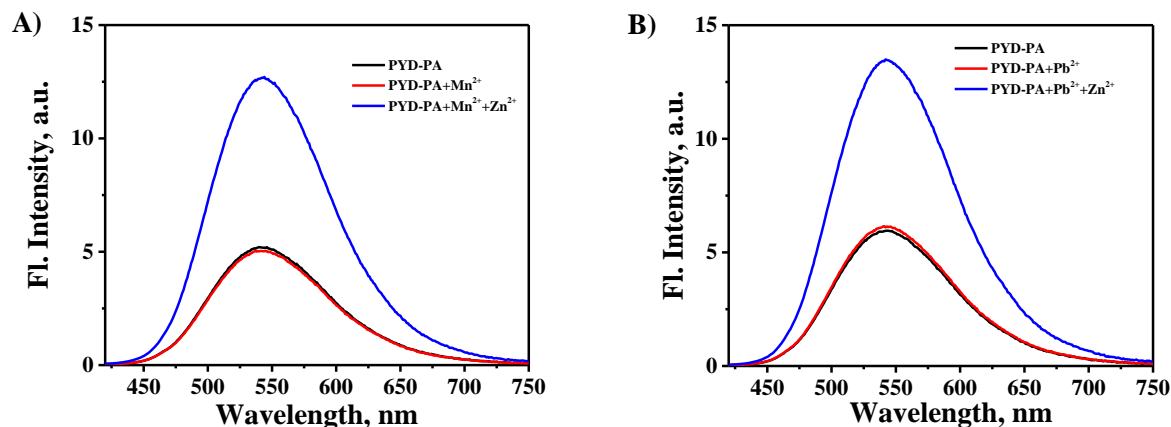 A)
15
10
5
0
Fl. Intensity, a.u.
PYD-PA
PYD-PA+Mn²⁺
PYD-PA+Mn²⁺+Zn²⁺
450 500 550 600 650 700 750
Wavelength, nm
B)
15
10
5
0
Fl. Intensity, a.u.
PYD-PA
PYD-PA+Pb²⁺
PYD-PA+Pb²⁺+Zn²⁺
450 500 550 600 650 700 750
Wavelength, nm